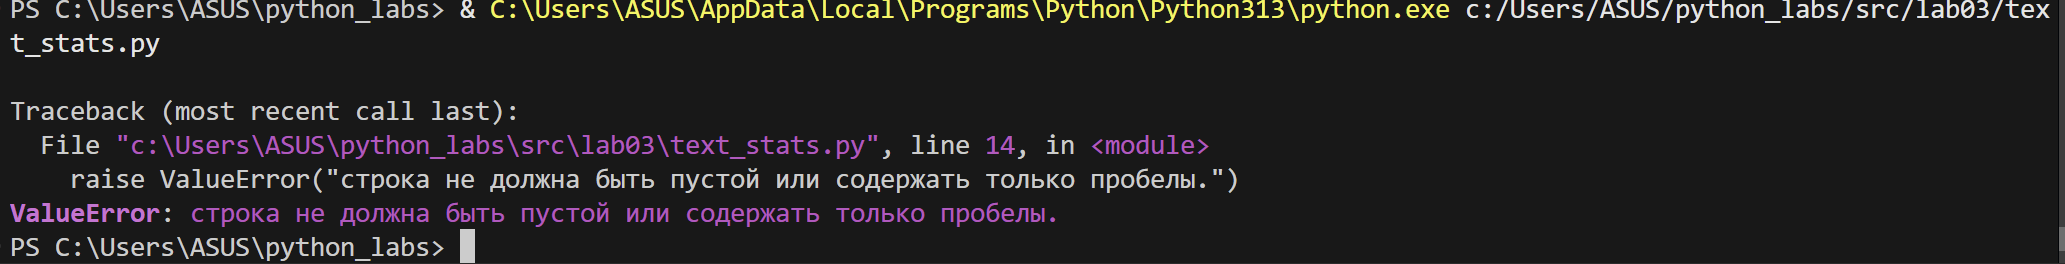 PS C:\Users\ASUS\python_labs> & C:\Users\ASUS\AppData\Local\Programs\Python\Python313\python.exe c:/Users/ASUS/python_labs/src/lab03/tex
t_stats.py
Traceback (most recent call last):
  File "c:\Users\ASUS\python_labs\src\lab03\text_stats.py", line 14, in <module>
    raise ValueError("строка не должна быть пустой или содержать только пробелы.")
ValueError: строка не должна быть пустой или содержать только пробелы.
PS C:\Users\ASUS\python_labs>